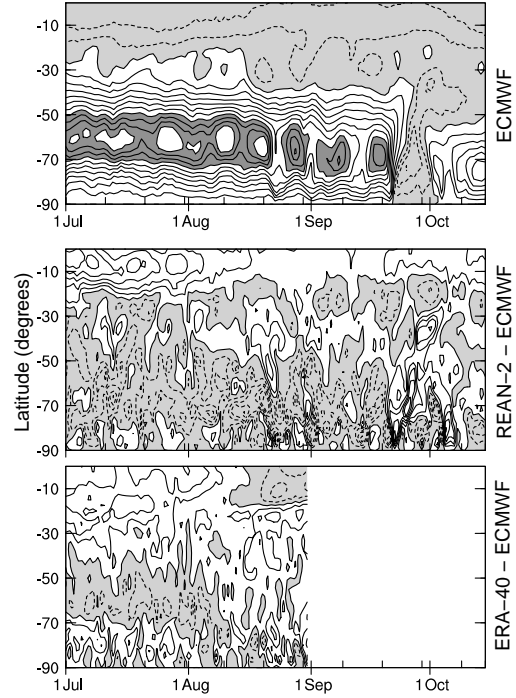 -10
-30
-50
-70
-90
1 Jul
1 Aug
1 Sep
1 Oct
ECMWF
-10
-30
-50
-70
-90
Latitude (degrees)
REAN–2 – ECMWF
-10
-30
-50
-70
-90
1 Jul
1 Aug
1 Sep
1 Oct
ERA–40 – ECMWF